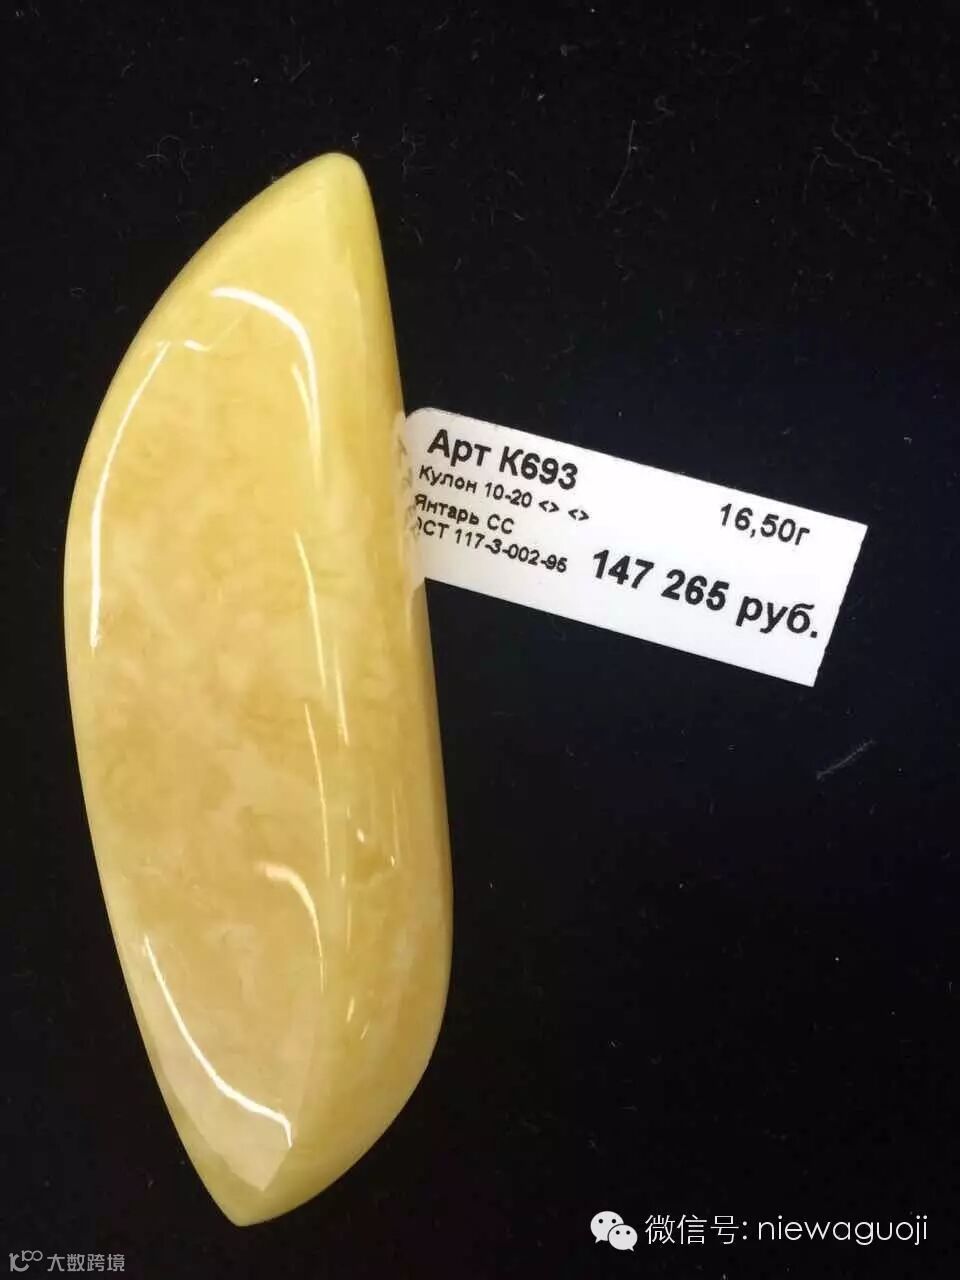 Арт К693
Кулон 10-20 <> <>
16,50г
Янтарь СС
ОСТ 117-3-002-95
147 265 руб.
微信号: niewaguoji
大数跨境